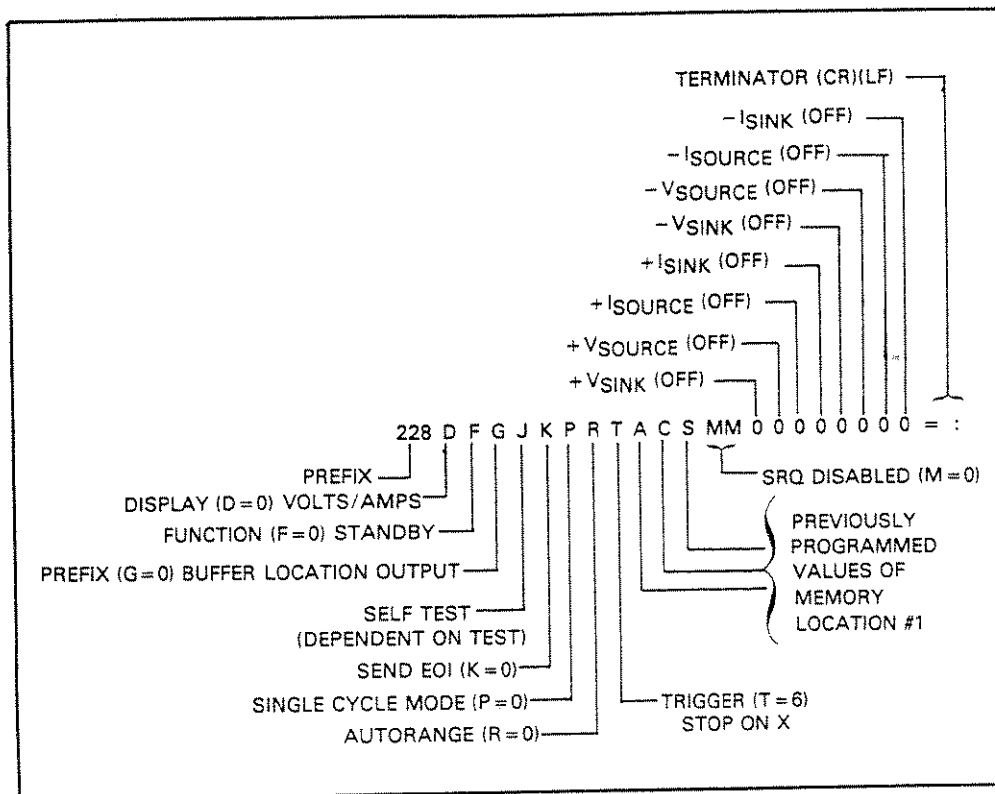 TERMINATOR (CR)(LF)
- ISINK (OFF)
- ISOURCE (OFF)
- VSOURCE (OFF)
- VSINK (OFF)
+ ISINK (OFF)
+ ISOURCE (OFF)
+ VSOURCE (OFF)
+ VSINK (OFF)
228 D F G J K P R T A C S MM 0 0 0 0 0 0 0 0 = :
PREFIX
DISPLAY (D=0) VOLTS/AMPS
FUNCTION (F=0) STANDBY
PREFIX (G=0) BUFFER LOCATION OUTPUT
SELF TEST
(DEPENDENT ON TEST)
SEND EOI (K=0)
SINGLE CYCLE MODE (P=0)
AUTORANGE (R=0)
TRIGGER (T=6)
STOP ON X
SRQ DISABLED (M=0)
PREVIOUSLY
PROGRAMMED
VALUES OF
MEMORY
LOCATION #1